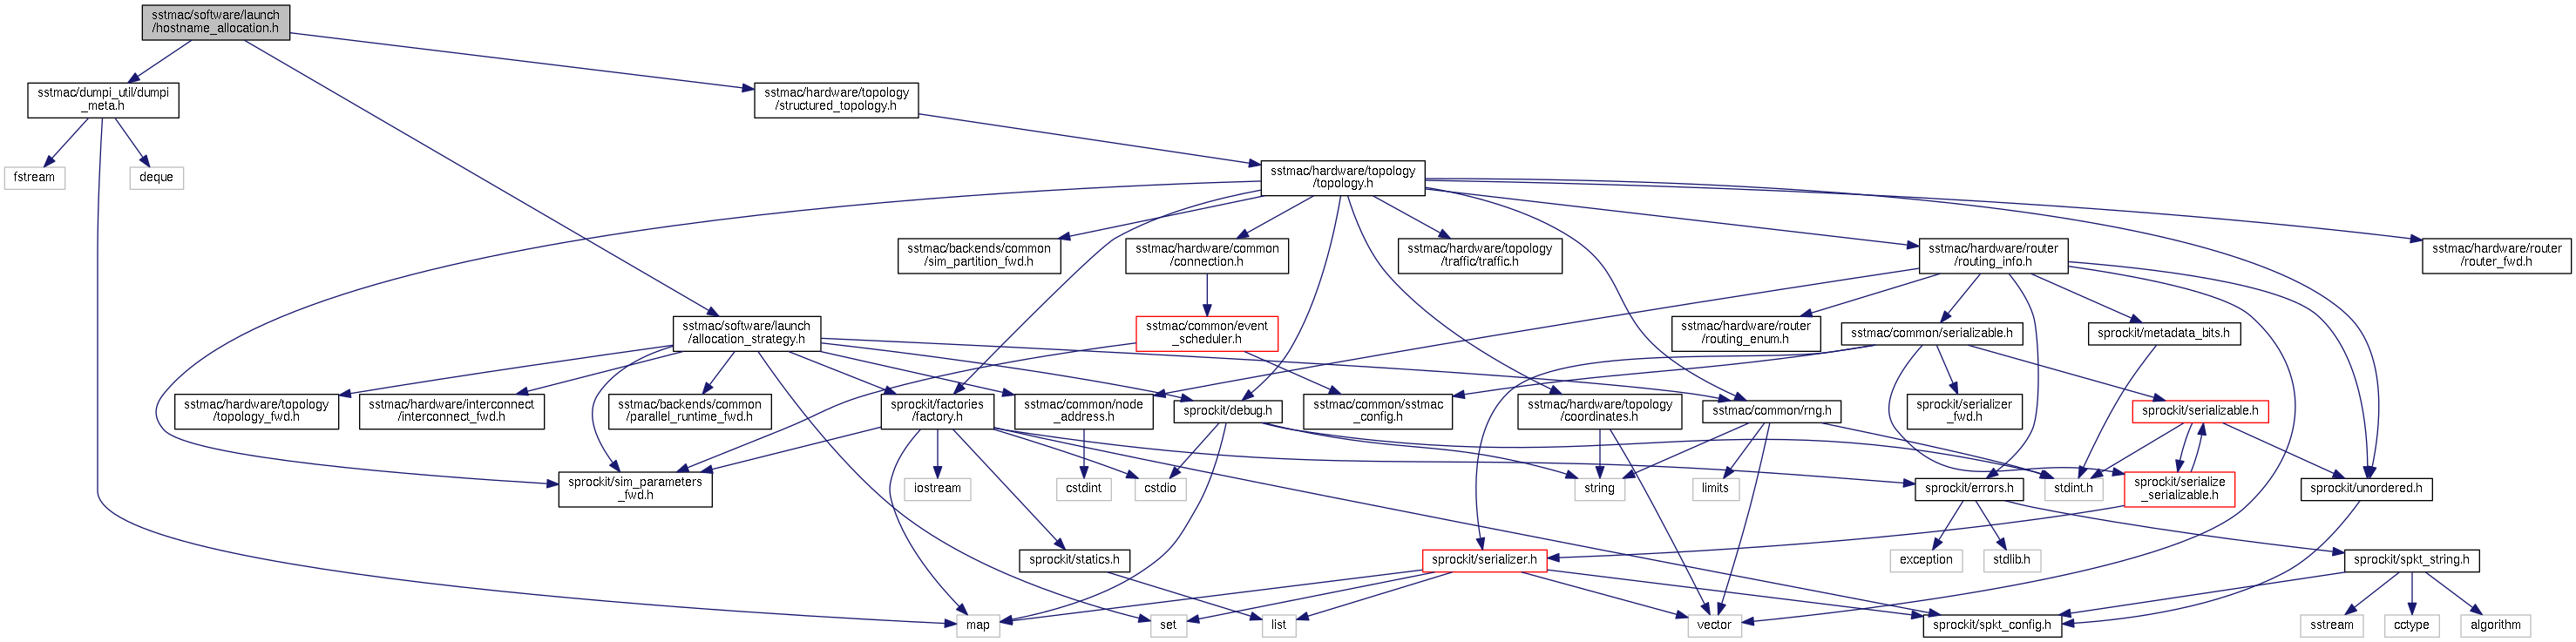 sstmac/software/launch
/hostname_allocation.h
sstmac/dumpi_util/dumpi
_meta.h
sstmac/hardware/topology
/structured_topology.h
fstream
deque
sstmac/hardware/topology
/topology.h
sstmac/backends/common
/sim_partition_fwd.h
sstmac/hardware/common
/connection.h
sstmac/hardware/topology
/traffic/traffic.h
sstmac/hardware/router
/routing_info.h
sstmac/hardware/router
/router_fwd.h
sstmac/software/launch
/allocation_strategy.h
sstmac/common/event
_scheduler.h
sstmac/hardware/router
/routing_enum.h
sstmac/common/serializable.h
sprockit/metadata_bits.h
sstmac/hardware/topology
/topology_fwd.h
sstmac/hardware/interconnect
/interconnect_fwd.h
sstmac/backends/common
/parallel_runtime_fwd.h
sprockit/factories
/factory.h
sstmac/common/node
_address.h
sprockit/debug.h
sstmac/common/sstmac
_config.h
sstmac/hardware/topology
/coordinates.h
sstmac/common/rng.h
sprockit/serializer
_fwd.h
sprockit/serializable.h
sprockit/sim_parameters
_fwd.h
iostream
cstdint
cstdio
string
limits
sprockit/errors.h
stdint.h
sprockit/serialize
_serializable.h
sprockit/unordered.h
sprockit/statics.h
sprockit/serializer.h
exception
stdlib.h
sprockit/spkt_string.h
map
set
list
vector
sprockit/spkt_config.h
sstream
cctype
algorithm